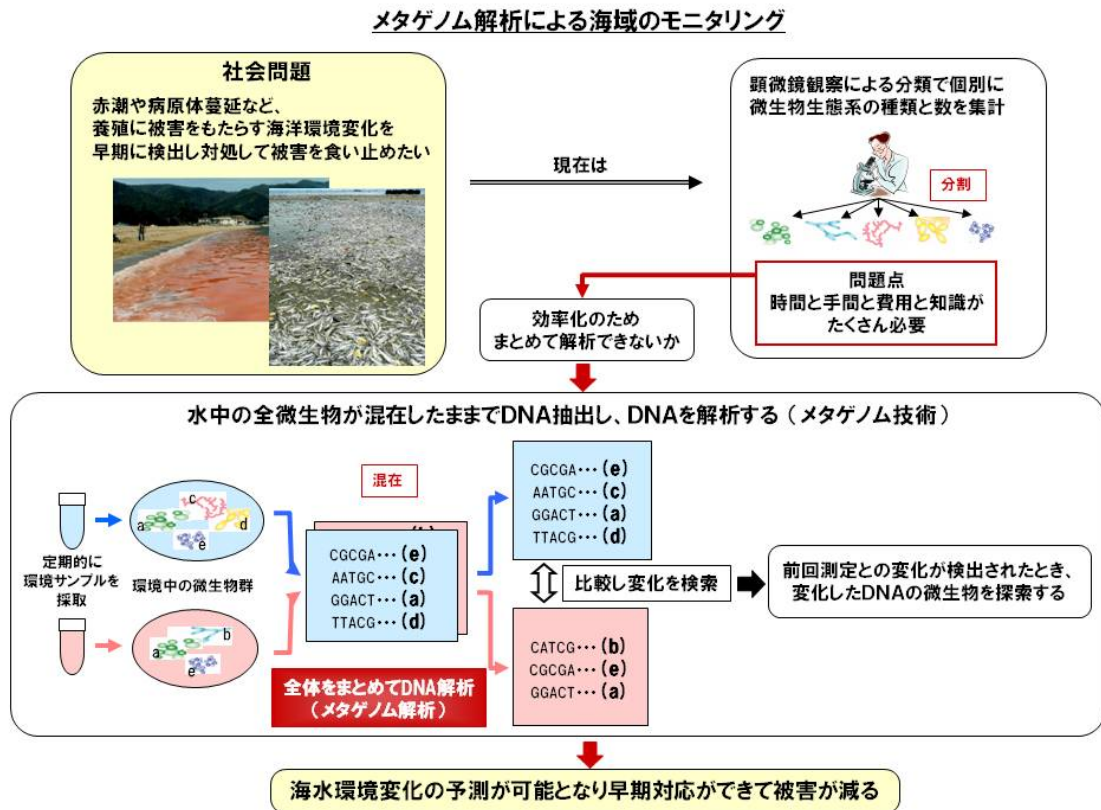 メタゲノム解析による海域のモニタリング
社会問題
赤潮や病原体蔓延など、
養殖に被害をもたらす海洋環境変化を
早期に検出し対処して被害を食い止めたい
現在は
顕微鏡観察による分類で個別に
微生物生態系の種類と数を集計
分割
問題点
時間と手間と費用と知識が
たくさん必要
効率化のため
まとめて解析できないか
水中の全微生物が混在したままでDNA抽出し、DNAを解析する（メタゲノム技術）
定期的に
環境サンプルを
採取
a
c
d
e
環境中の微生物群
a
b
e
混在
CGCGA･･･(e)
AATGC･･･(c)
GGACT･･･(a)
TTACG･･･(d)
全体をまとめてDNA解析
（メタゲノム解析）
CGCGA･･･(e)
AATGC･･･(c)
GGACT･･･(a)
TTACG･･･(d)
比較し変化を検索
CATCG･･･(b)
CGCGA･･･(e)
GGACT･･･(a)
前回測定との変化が検出されたとき、
変化したDNAの微生物を探索する
海水環境変化の予測が可能となり早期対応ができて被害が減る